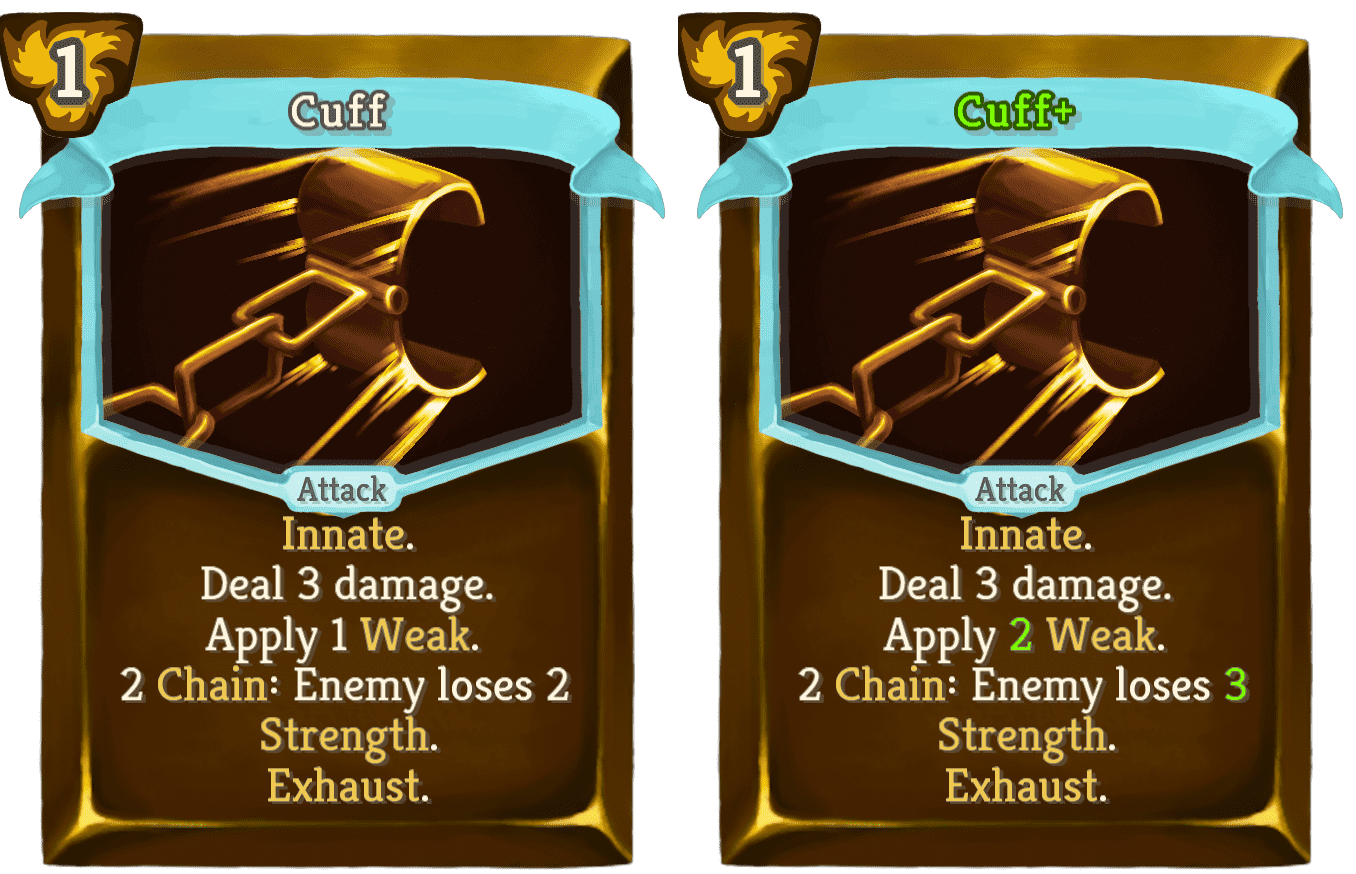 1
Cuff
Attack
Innate.
Deal 3 damage.
Apply 1 Weak.
2 Chain: Enemy loses 2
Strength.
Exhaust.
1
Cuff+
Attack
Innate.
Deal 3 damage.
Apply 2 Weak.
2 Chain: Enemy loses 3
Strength.
Exhaust.